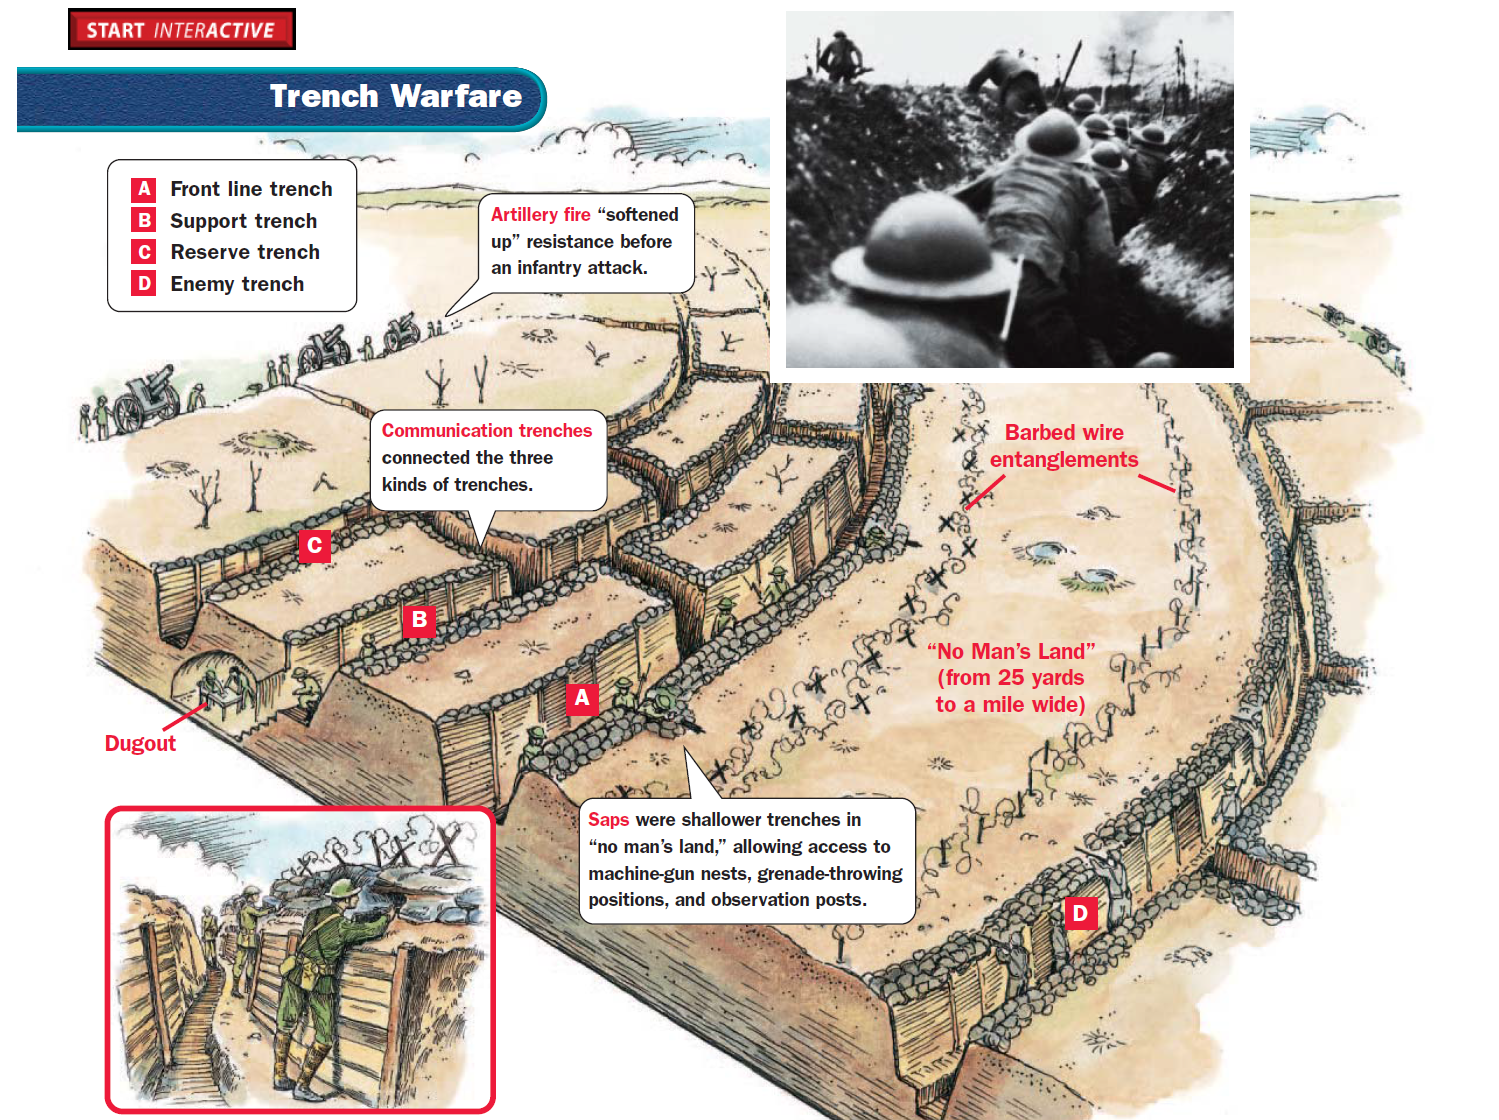 START INTERACTIVE
Trench Warfare
A Front line trench
B Support trench
C Reserve trench
D Enemy trench
Artillery fire “softened
up” resistance before
an infantry attack.
Communication trenches
connected the three
kinds of trenches.
Barbed wire
entanglements
C
B
“No Man’s Land”
(from 25 yards
to a mile wide)
A
Dugout
Saps were shallower trenches in
“no man’s land,” allowing access to
machine-gun nests, grenade-throwing
positions, and observation posts.
D